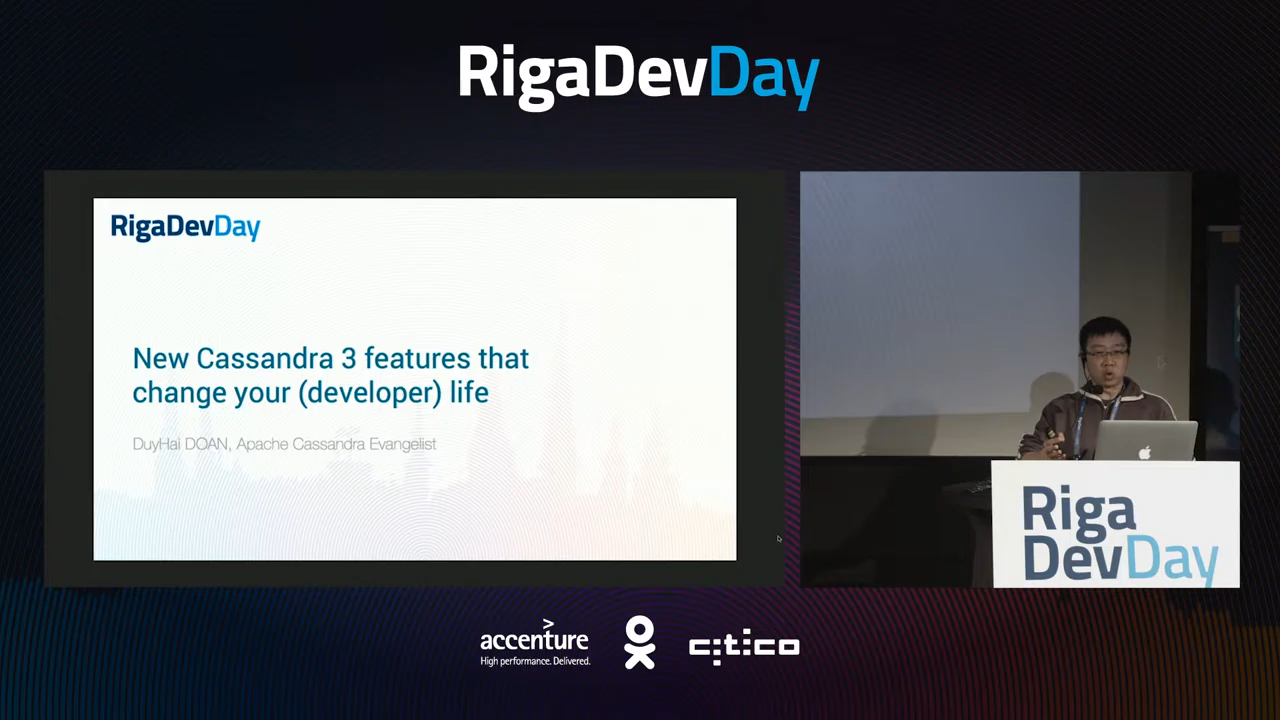 RigaDevDay
RigaDevDay
New Cassandra 3 features that
change your (developer) life
DuyHai DOAN, Apache Cassandra Evangelist
Riga
DevDay
accenture
High performance. Delivered.
citico